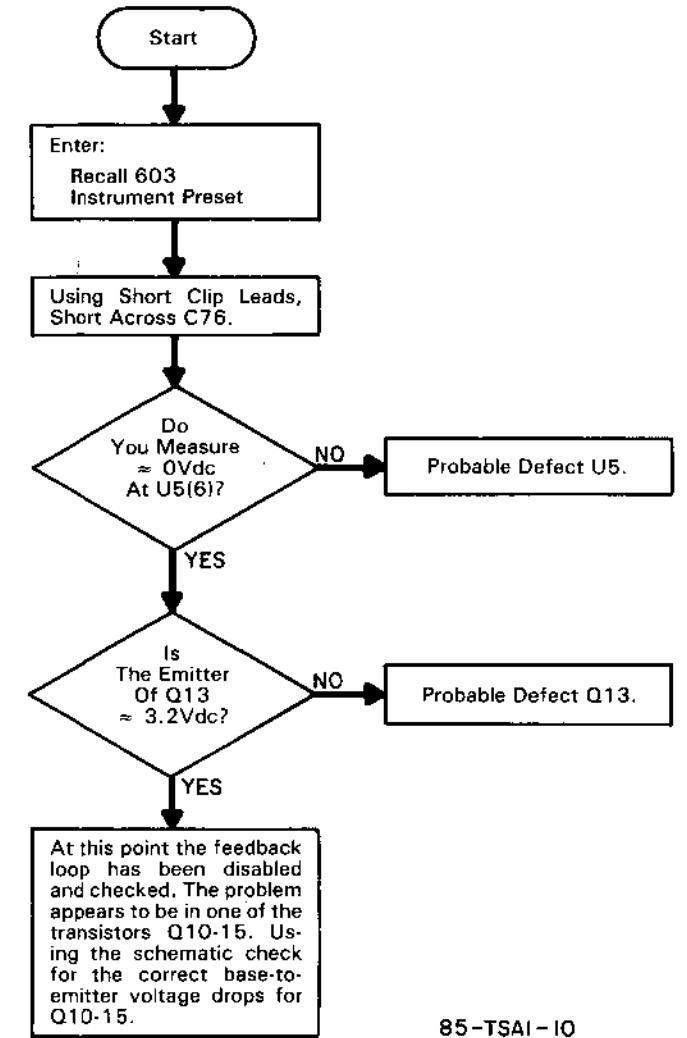 Start
Enter:
Recall 603
Instrument Preset
Using Short Clip Leads,
Short Across C76.
Do
You Measure
≈ 0Vdc
At U5(6)?
NO
Probable Defect U5.
YES
Is
The Emitter
Of Q13
≈ 3.2Vdc?
NO
Probable Defect Q13.
YES
At this point the feedback
loop has been disabled
and checked. The problem
appears to be in one of the
transistors Q10-15. Us-
ing the schematic check
for the correct base-to-
emitter voltage drops for
Q10-15.
85-TSA1-10